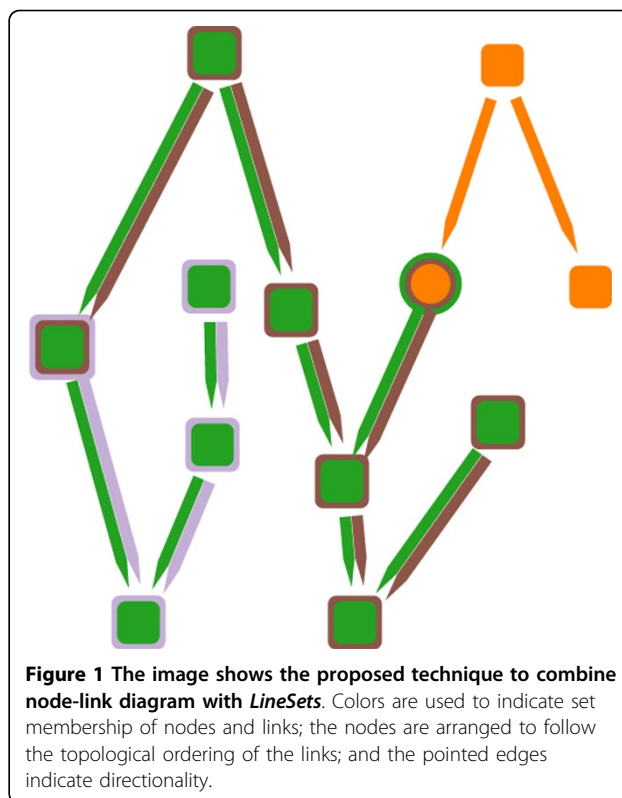 Figure 1 The image shows the proposed technique to combine
node-link diagram with LineSets. Colors are used to indicate set
membership of nodes and links; the nodes are arranged to follow
the topological ordering of the links; and the pointed edges
indicate directionality.